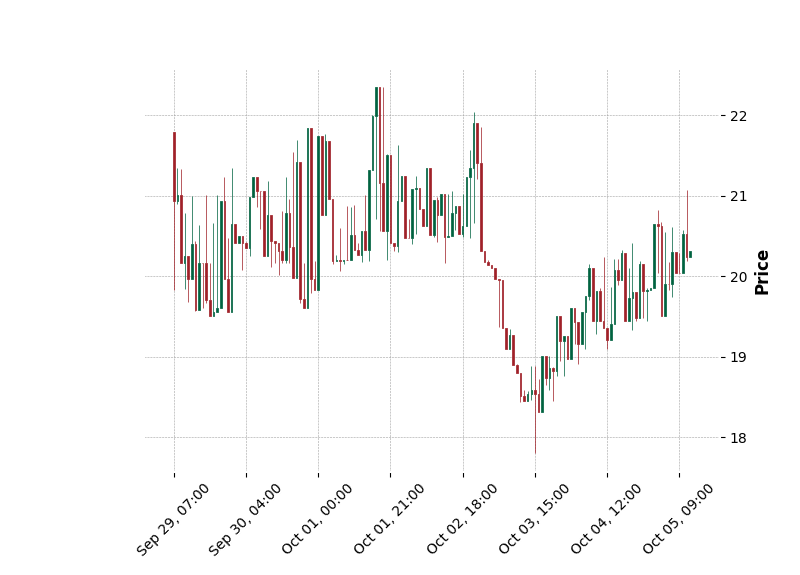 22
21
20
19
18
Price
Sep 29, 07:00
Sep 30, 04:00
Oct 01, 00:00
Oct 01, 21:00
Oct 02, 18:00
Oct 03, 15:00
Oct 04, 12:00
Oct 05, 09:00